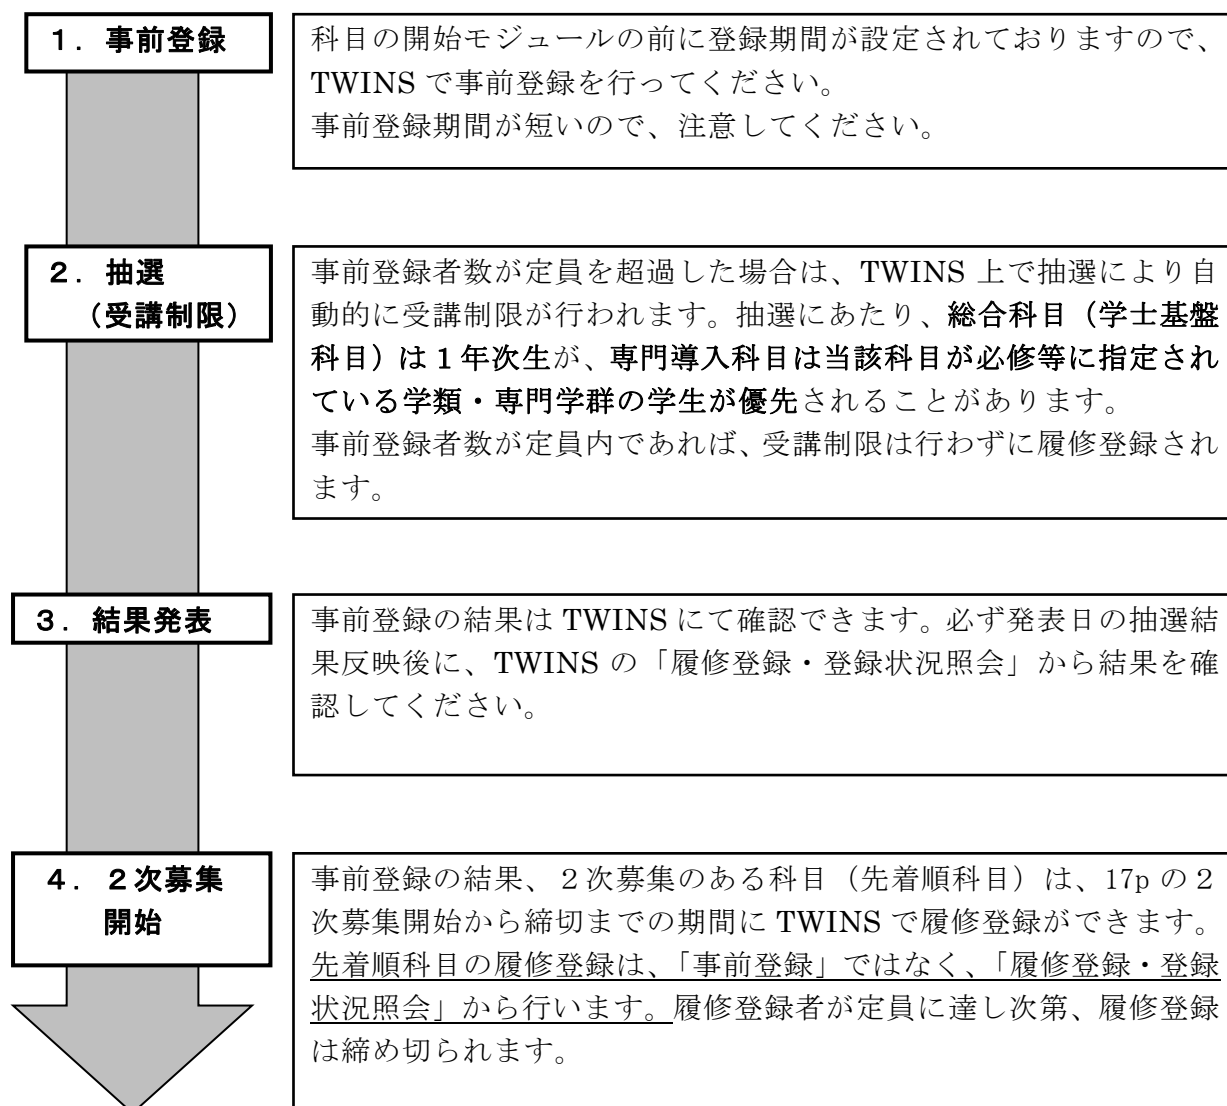 １．事前登録
科目の開始モジュールの前に登録期間が設定されておりますので、
TWINS で事前登録を行ってください。
事前登録期間が短いので、注意してください。
２．抽選
（受講制限）
事前登録者数が定員を超過した場合は、TWINS 上で抽選により自
動的に受講制限が行われます。抽選にあたり、総合科目（学士基盤
科目）は１年次生が、専門導入科目は当該科目が必修等に指定され
ている学類・専門学群の学生が優先されることがあります。
事前登録者数が定員内であれば、受講制限は行わずに履修登録され
ます。
３．結果発表
事前登録の結果は TWINS にて確認できます。必ず発表日の抽選結
果反映後に、TWINS の「履修登録・登録状況照会」から結果を確
認してください。
４．２次募集
開始
事前登録の結果、２次募集のある科目（先着順科目）は、17p の２
次募集開始から締切までの期間に TWINS で履修登録ができます。
先着順科目の履修登録は、「事前登録」ではなく、「履修登録・登録
状況照会」から行います。履修登録者が定員に達し次第、履修登録
は締め切られます。